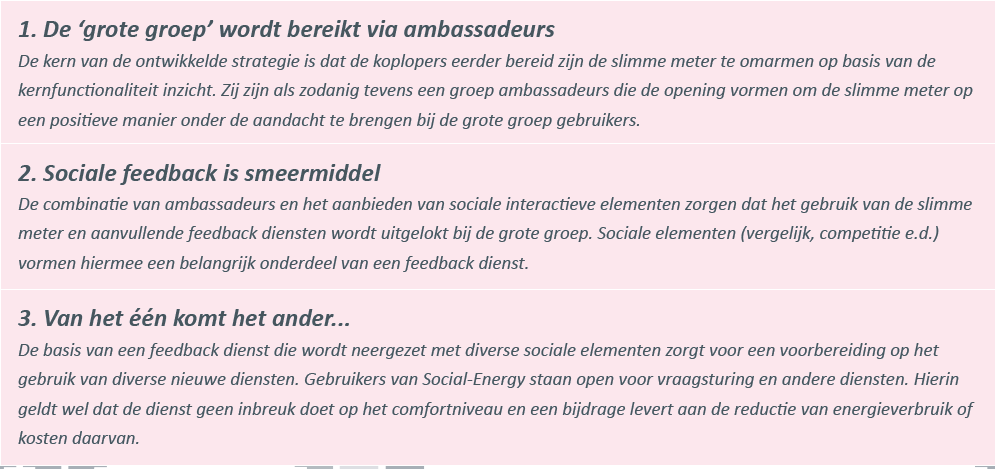 1. De ‘grote groep’ wordt bereikt via ambassadeurs
De kern van de ontwikkelde strategie is dat de koplopers eerder bereid zijn de slimme meter te omarmen op basis van de
kernfunctionaliteit inzicht. Zij zijn als zodanig tevens een groep ambassadeurs die de opening vormen om de slimme meter op
een positieve manier onder de aandacht te brengen bij de grote groep gebruikers.
2. Sociale feedback is smeermiddel
De combinatie van ambassadeurs en het aanbieden van sociale interactieve elementen zorgen dat het gebruik van de slimme
meter en aanvullende feedback diensten wordt uitgelokt bij de grote groep. Sociale elementen (vergelijk, competitie e.d.)
vormen hiermee een belangrijk onderdeel van een feedback dienst.
3. Van het één komt het ander...
De basis van een feedback dienst die wordt neergezet met diverse sociale elementen zorgt voor een voorbereiding op het
gebruik van diverse nieuwe diensten. Gebruikers van Social-Energy staan open voor vraagsturing en andere diensten. Hierin
geldt wel dat de dienst geen inbreuk doet op het comfortniveau en een bijdrage levert aan de reductie van energieverbruik of
kosten daarvan.